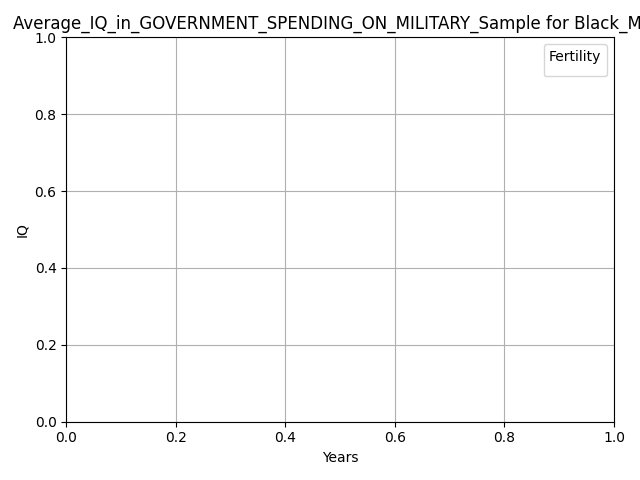 Average_IQ_in_GOVERNMENT_SPENDING_ON_MILITARY_Sample for Black_M
1.0
Fertility
0.8
0.6
IQ
0.4
0.2
0.0
0.0 0.2 0.4 0.6 0.8 1.0
Years